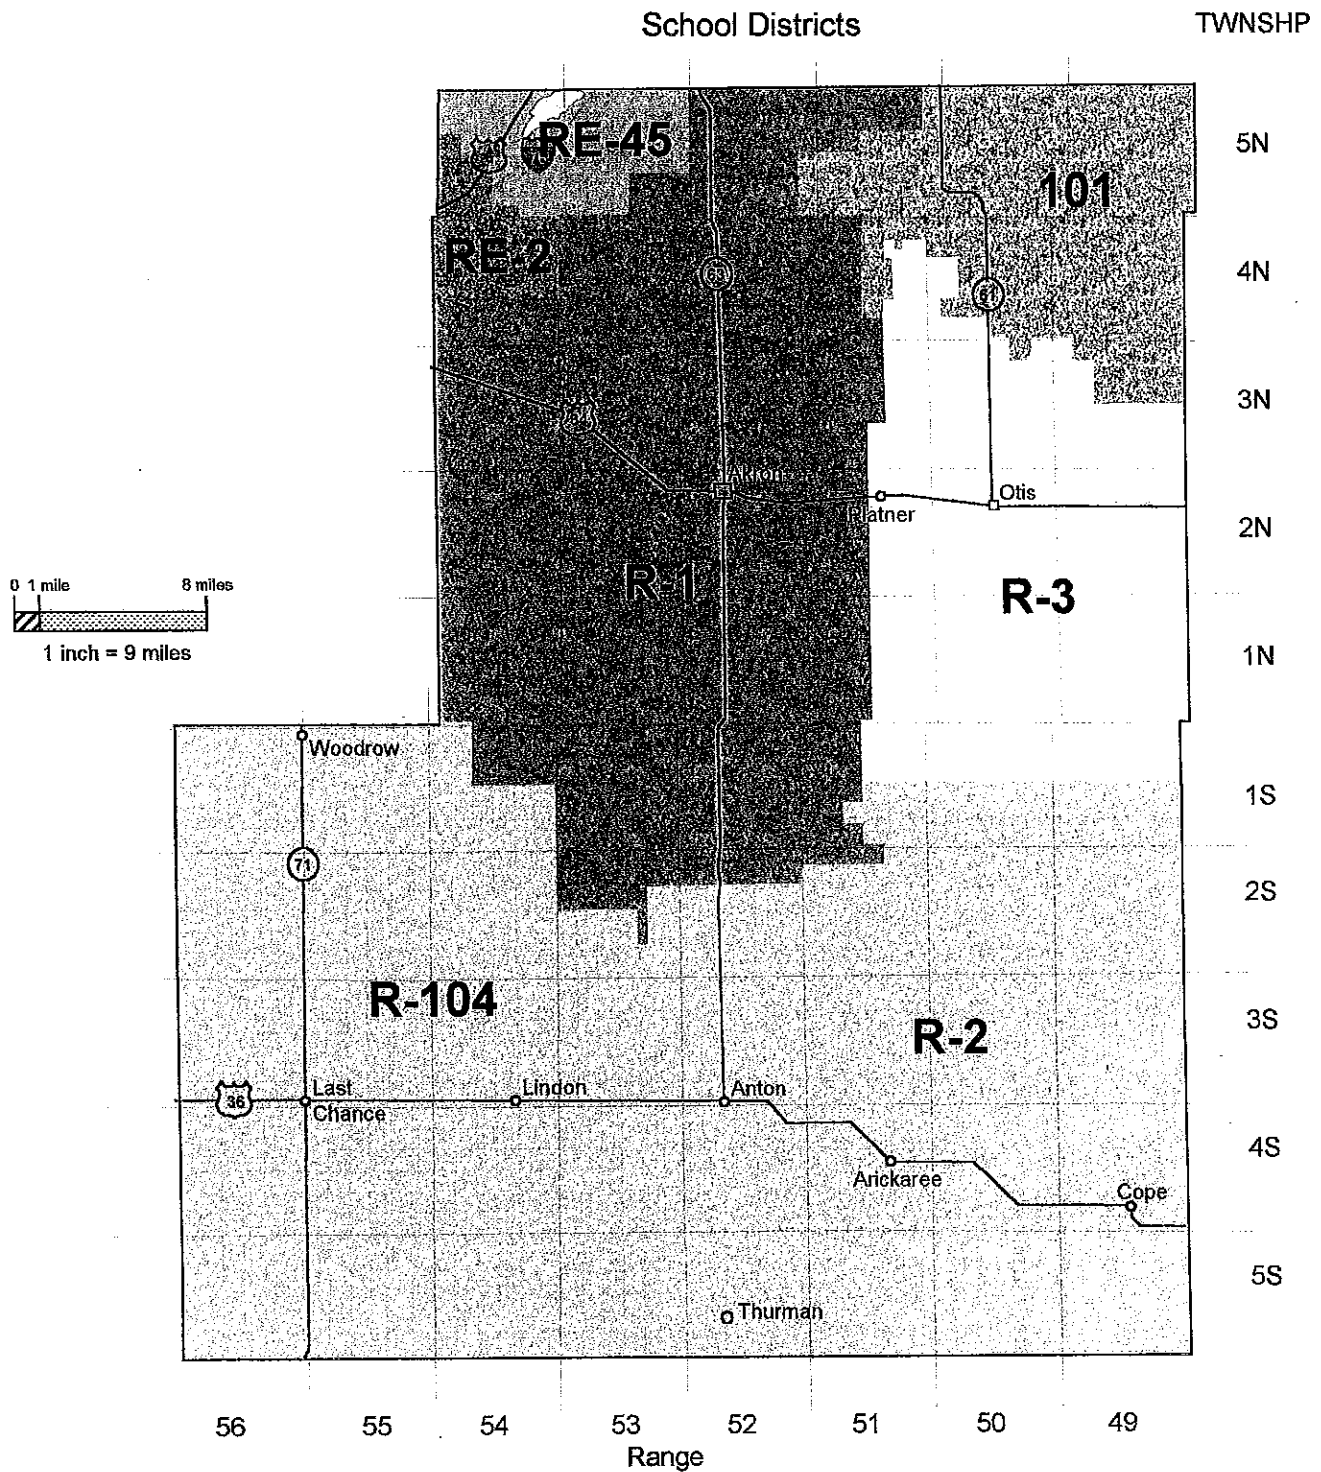 School Districts
TWNSHP
RE-45
5N
101
RE-2
4N
63
61
3N
Akron
Otis
Platner
2N
0 1 mile 8 miles
R-1
R-3
1 inch = 9 miles
1N
Woodrow
1S
71
2S
R-104
3S
R-2
36
Last
Chance
Lindon
Anton
4S
Arickaree
Cope
5S
Thurman
56 55 54 53 52 51 50 49
Range